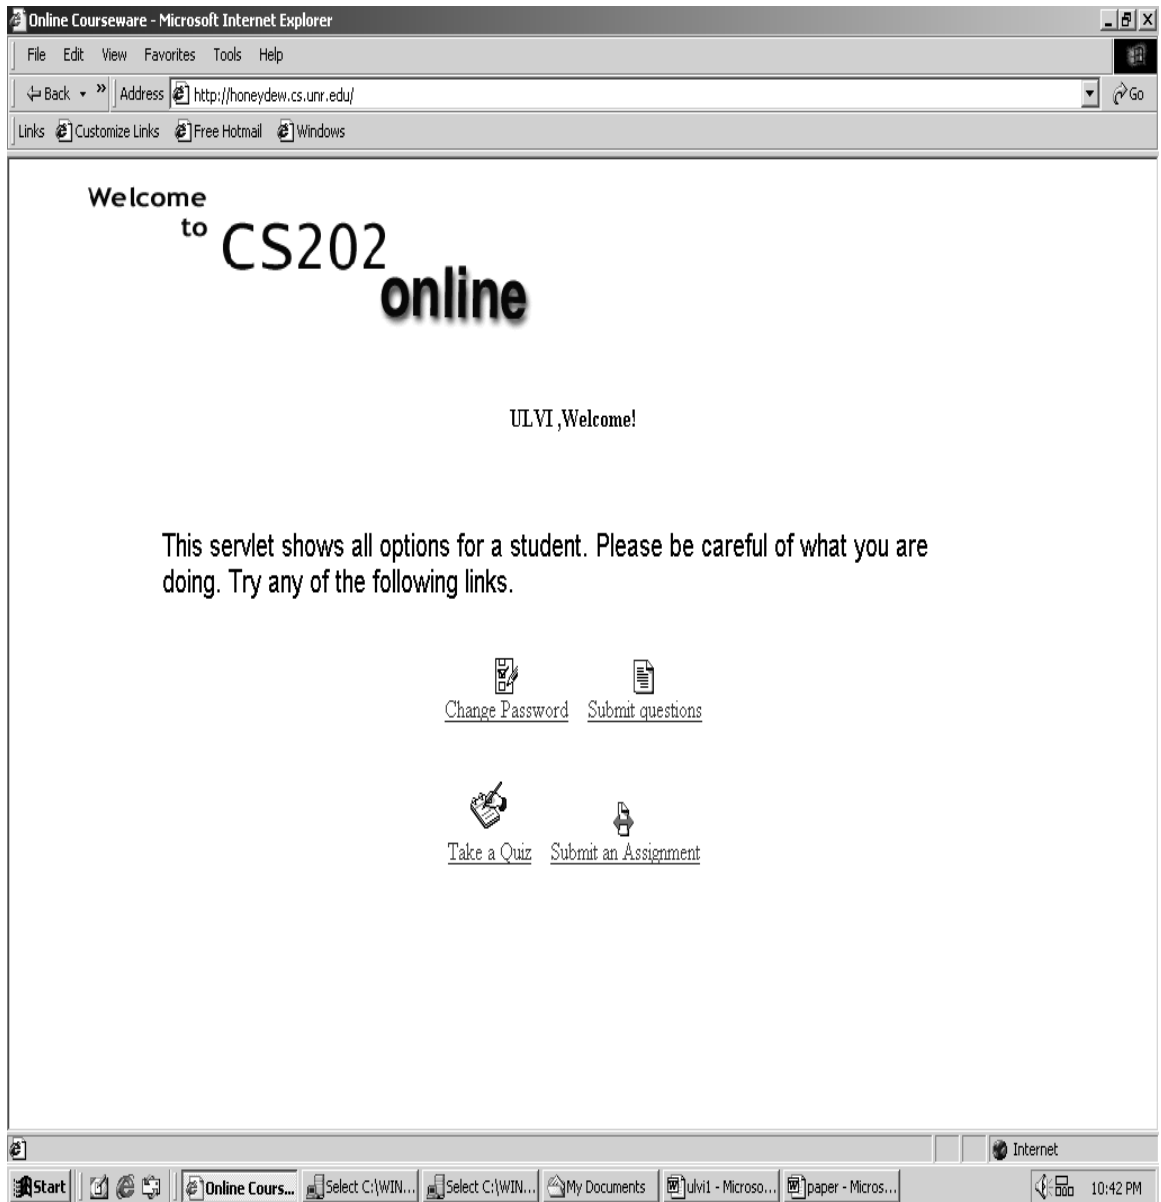 Online Courseware - Microsoft Internet Explorer
File Edit View Favorites Tools Help
Back » Address http://honeydew.cs.unr.edu/ Go
Links Customize Links Free Hotmail Windows
Welcome
to CS202
online
ULVI ,Welcome!
This servlet shows all options for a student. Please be careful of what you are
doing. Try any of the following links.
Change Password Submit questions
Take a Quiz Submit an Assignment
Internet
Start Online Cours... Select C:\WIN... Select C:\WIN... My Documents ulvi1 - Microso... paper - Micros... 10:42 PM